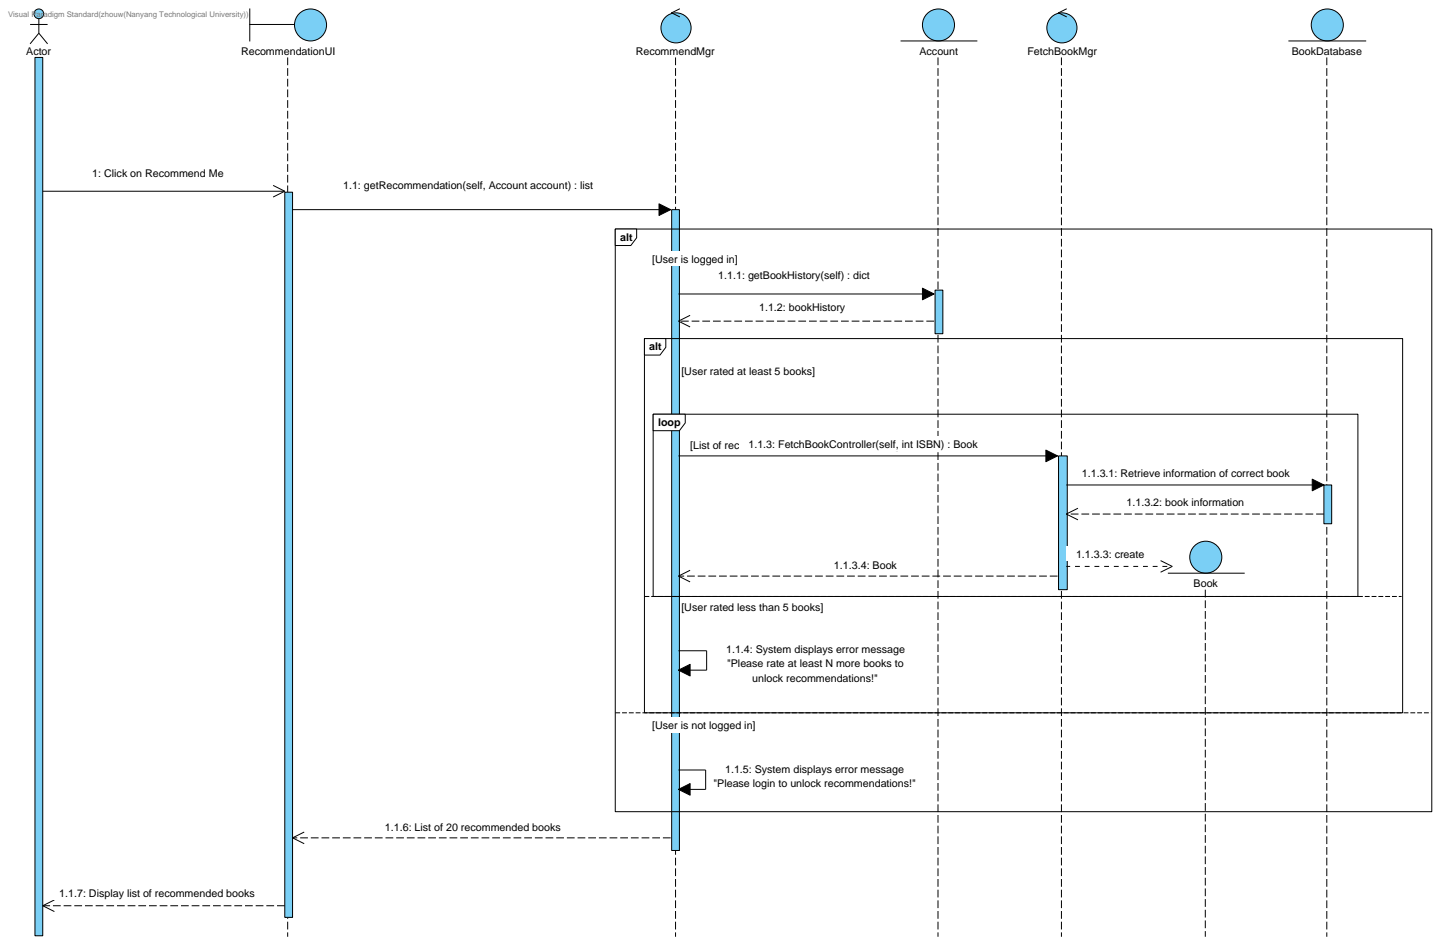 Visual Paradigm Standard(zhouw(Nanyang Technological University))
Actor
RecommendationUI
RecommendMgr
Account
FetchBookMgr
BookDatabase
1: Click on Recommend Me
1.1: getRecommendation(self, Account account) : list
alt
[User is logged in]
1.1.1: getBookHistory(self) : dict
1.1.2: bookHistory
alt
[User rated at least 5 books]
loop
[List of rec
1.1.3: FetchBookController(self, int ISBN) : Book
1.1.3.1: Retrieve information of correct book
1.1.3.2: book information
1.1.3.3: create
1.1.3.4: Book
Book
[User rated less than 5 books]
1.1.4: System displays error message
"Please rate at least N more books to
unlock recommendations!"
[User is not logged in]
1.1.5: System displays error message
"Please login to unlock recommendations!"
1.1.6: List of 20 recommended books
1.1.7: Display list of recommended books